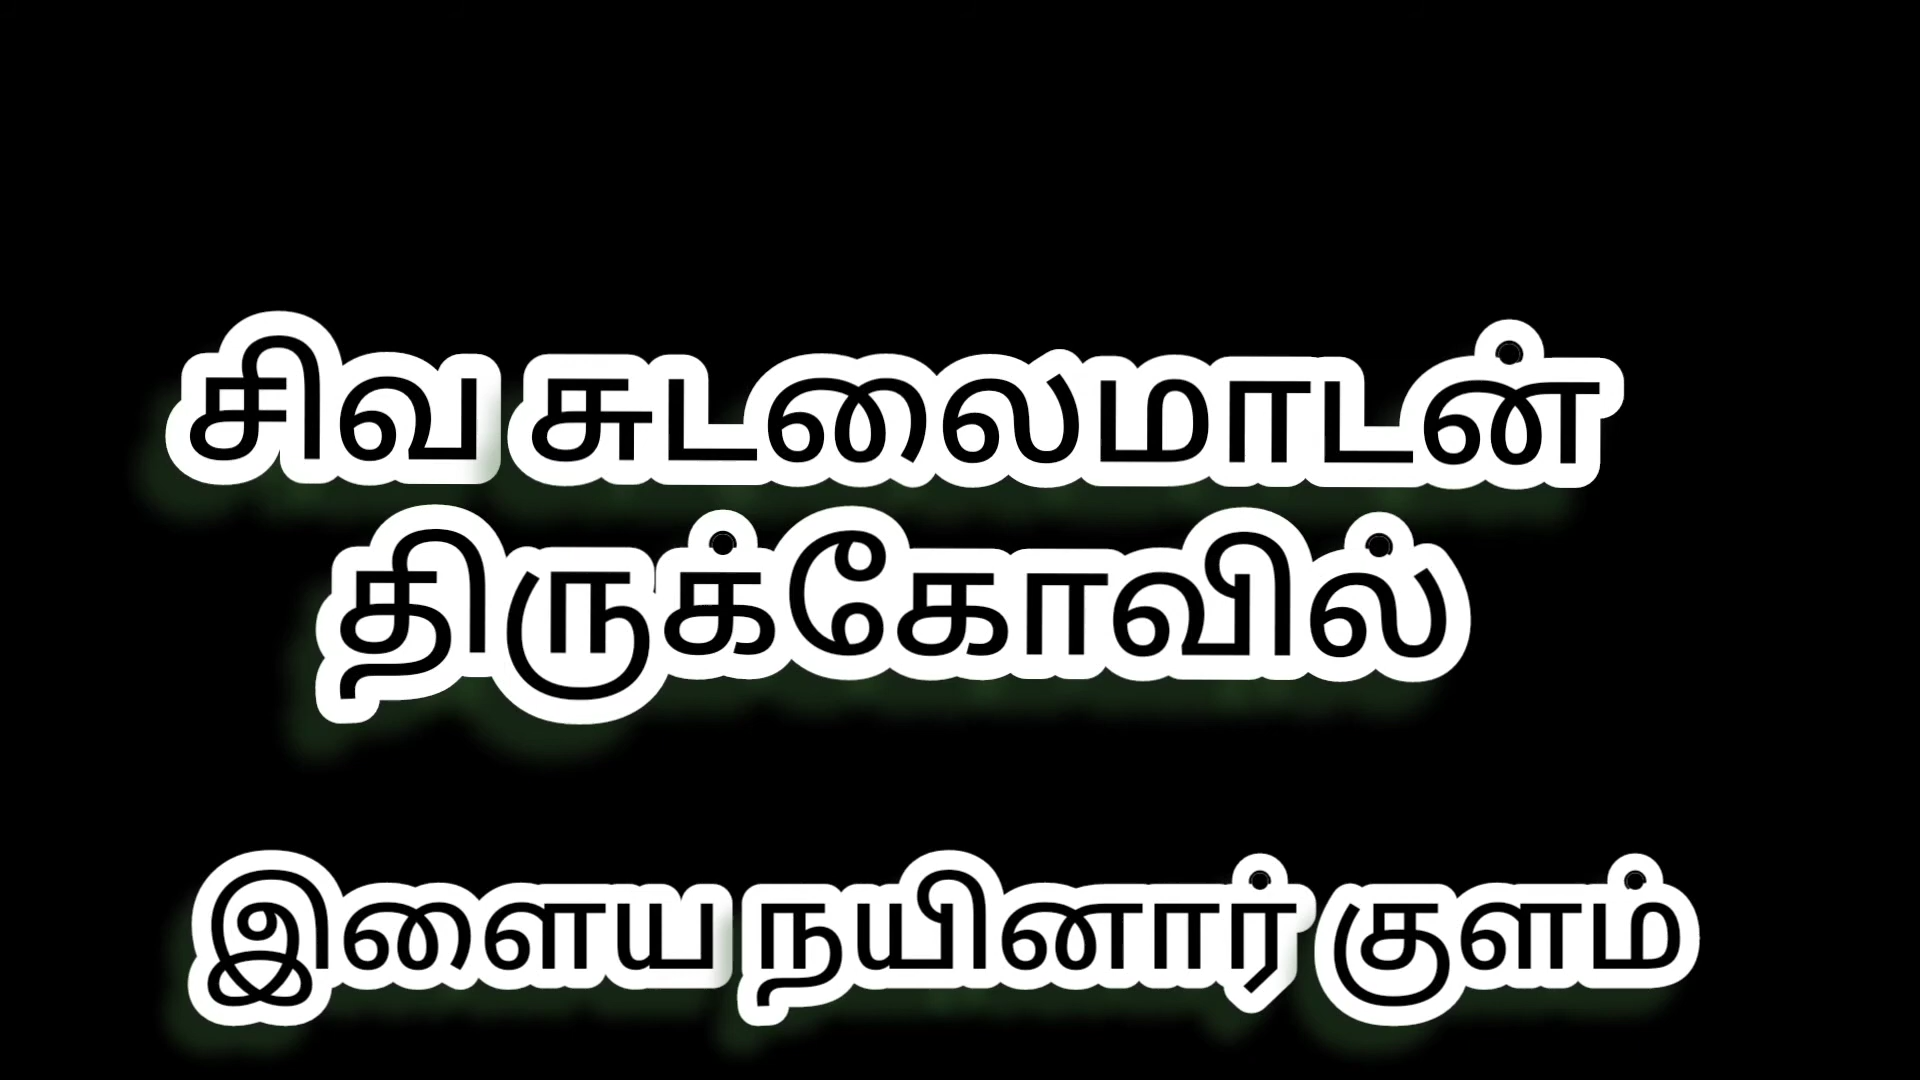 சிவ சுடலைமாடன்
திருக்கோவில்
இளைய நயினார் குளம்